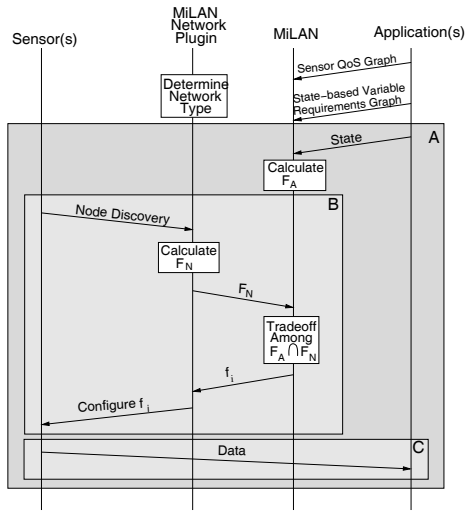 Sensor(s)
MiLAN
Network
Plugin
MiLAN
Application(s)
Sensor QoS Graph
Determine
Network
Type
State-based Variable
Requirements Graph
A
State
Calculate
F_A
B
Node Discovery
Calculate
F_N
F_N
Tradeoff
Among
F_A ∩ F_N
f_i
Configure f_i
C
Data